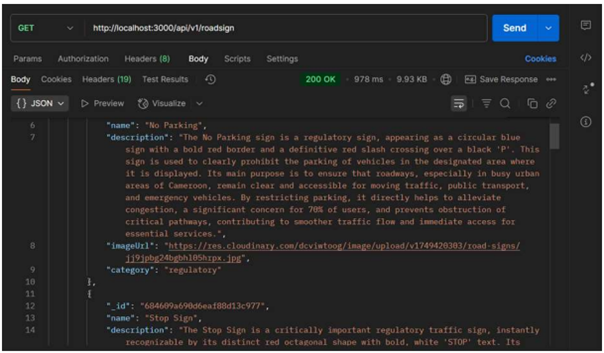 GET http://localhost:3000/api/v1/roadsign Send
Params Authorization Headers (8) Body Scripts Settings Cookies
Body Cookies Headers (19) Test Results 200 OK 978 ms 9.93 KB Save Response
{} JSON Preview Visualize
6 "name": "No Parking",
7 "description": "The No Parking sign is a regulatory sign, appearing as a circular blue
sign with a bold red border and a definitive red slash crossing over a black 'P'. This
sign is used to clearly prohibit the parking of vehicles in the designated area where
it is displayed. Its main purpose is to ensure that roadways, especially in busy urban
areas of Cameroon, remain clear and accessible for moving traffic, public transport,
and emergency vehicles. By restricting parking, it directly helps to alleviate
congestion, a significant concern for 70% of users, and prevents obstruction of
critical pathways, contributing to smoother traffic flow and immediate access for
essential services.",
8 "imageUrl": "https://res.cloudinary.com/dcviwtoog/image/upload/v1749420303/road-signs/
jj9jpbg24bgbhl05hrpx.jpg",
9 "category": "regulatory"
10 },
11 {
12 "_id": "684609a690d6eaf88d13c977",
13 "name": "Stop Sign",
14 "description": "The Stop Sign is a critically important regulatory traffic sign, instantly
recognizable by its distinct red octagonal shape with bold, white 'STOP' text. Its